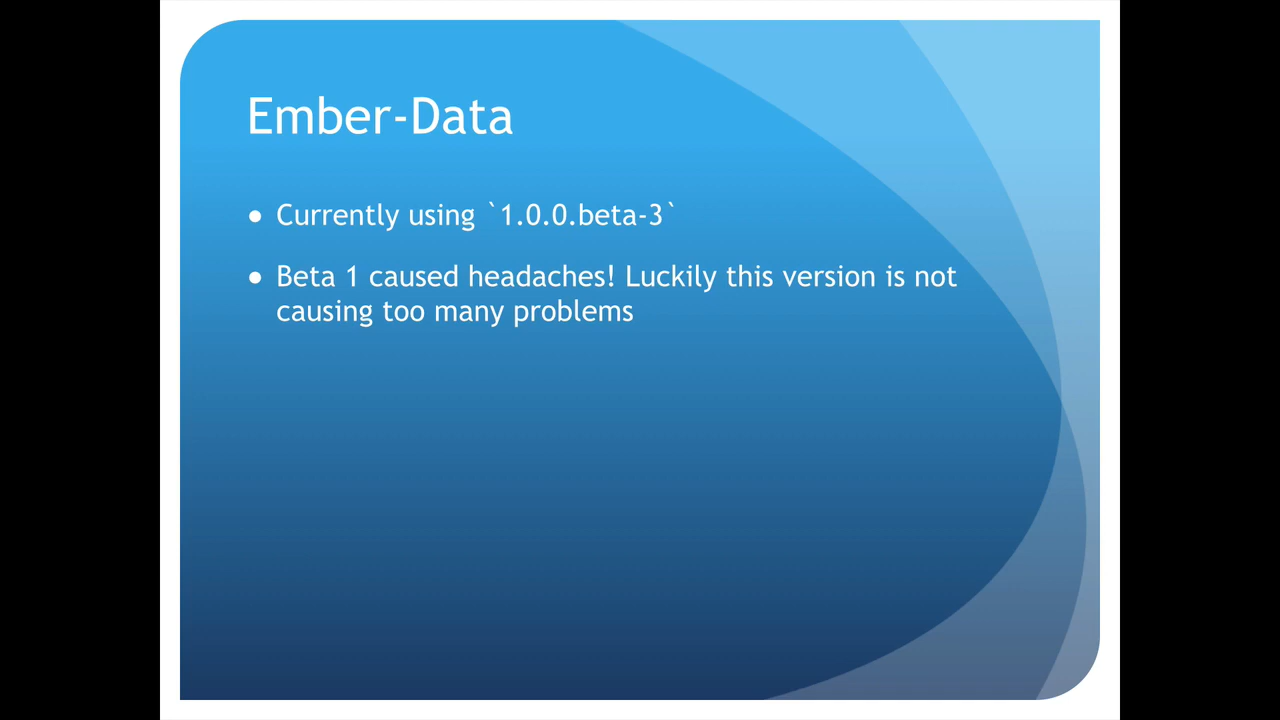 Ember-Data
● Currently using `1.0.0.beta-3`
● Beta 1 caused headaches! Luckily this version is not
causing too many problems